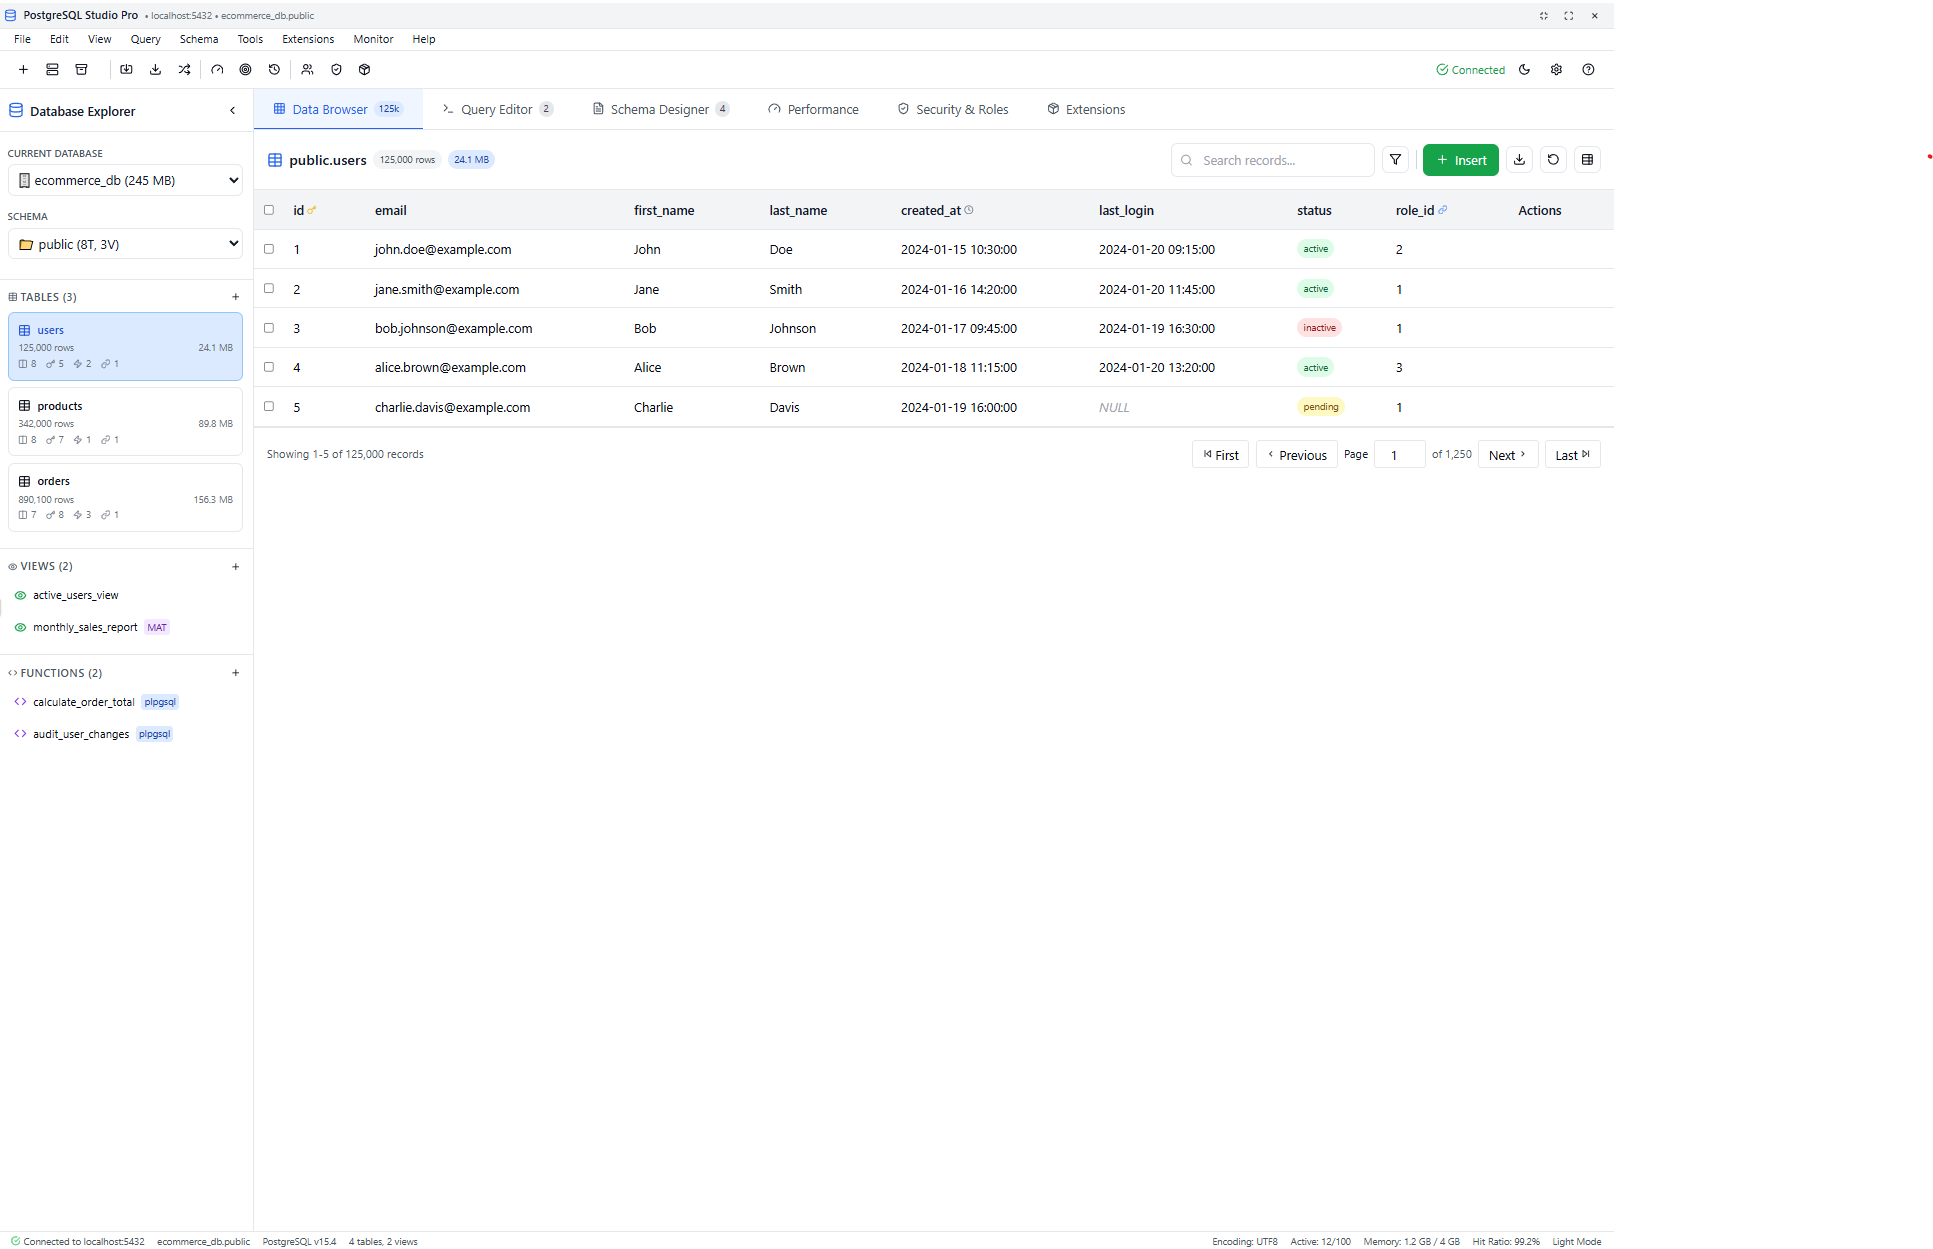 PostgreSQL Studio Pro • localhost:5432 • ecommerce_db.public
File Edit View Query Schema Tools Extensions Monitor Help
Connected
Database Explorer
CURRENT DATABASE
ecommerce_db (245 MB)
SCHEMA
public (8T, 3V)
TABLES (3)
users
125,000 rows 24.1 MB
8 5 2 1
products
342,000 rows 89.8 MB
8 7 1 1
orders
890,100 rows 156.3 MB
7 8 3 1
VIEWS (2)
active_users_view
monthly_sales_report MAT
FUNCTIONS (2)
calculate_order_total plpgsql
audit_user_changes plpgsql
Data Browser 125k Query Editor 2 Schema Designer 4 Performance Security & Roles Extensions
public.users 125,000 rows 24.1 MB Search records... Insert
id email first_name last_name created_at last_login status role_id Actions
1 john.doe@example.com John Doe 2024-01-15 10:30:00 2024-01-20 09:15:00 active 2
2 jane.smith@example.com Jane Smith 2024-01-16 14:20:00 2024-01-20 11:45:00 active 1
3 bob.johnson@example.com Bob Johnson 2024-01-17 09:45:00 2024-01-19 16:30:00 inactive 1
4 alice.brown@example.com Alice Brown 2024-01-18 11:15:00 2024-01-20 13:20:00 active 3
5 charlie.davis@example.com Charlie Davis 2024-01-19 16:00:00 NULL pending 1
Showing 1-5 of 125,000 records First Previous Page 1 of 1,250 Next Last
Connected to localhost:5432 ecommerce_db.public PostgreSQL v15.4 4 tables, 2 views Encoding: UTF8 Active: 12/100 Memory: 1.2 GB / 4 GB Hit Ratio: 99.2% Light Mode